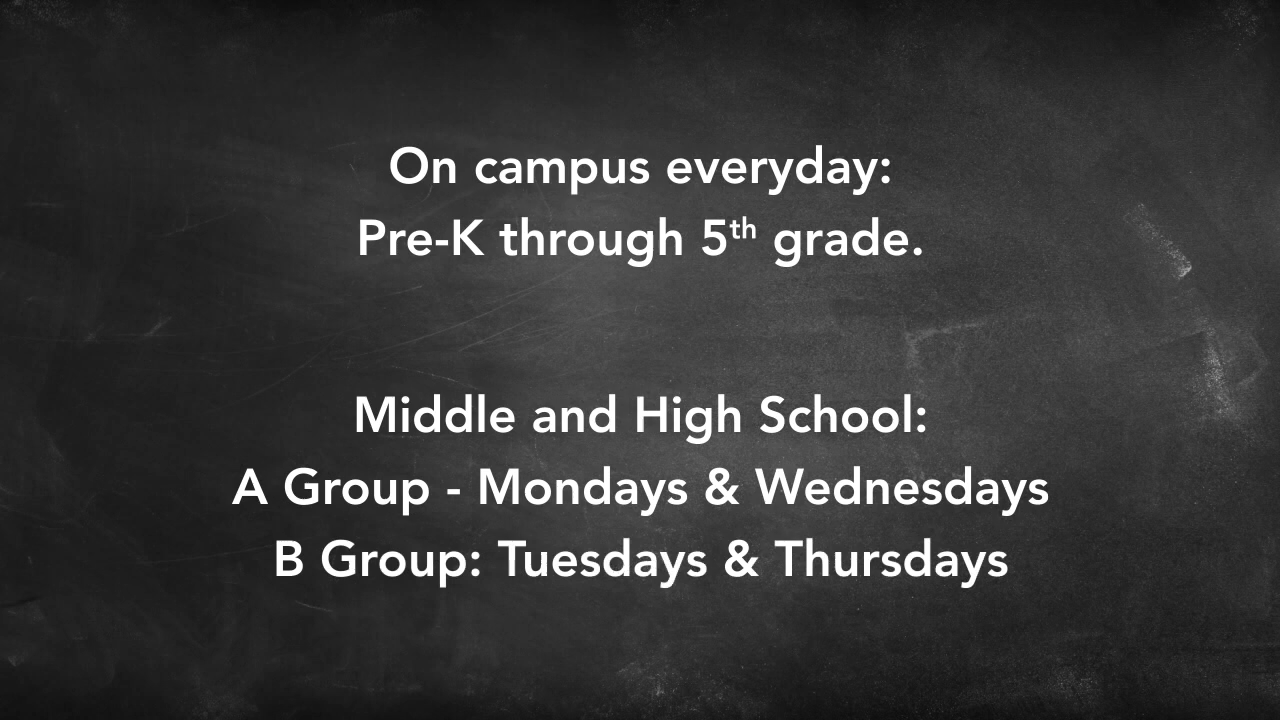 On campus everyday:
Pre-K through 5th grade.
Middle and High School:
A Group - Mondays & Wednesdays
B Group: Tuesdays & Thursdays